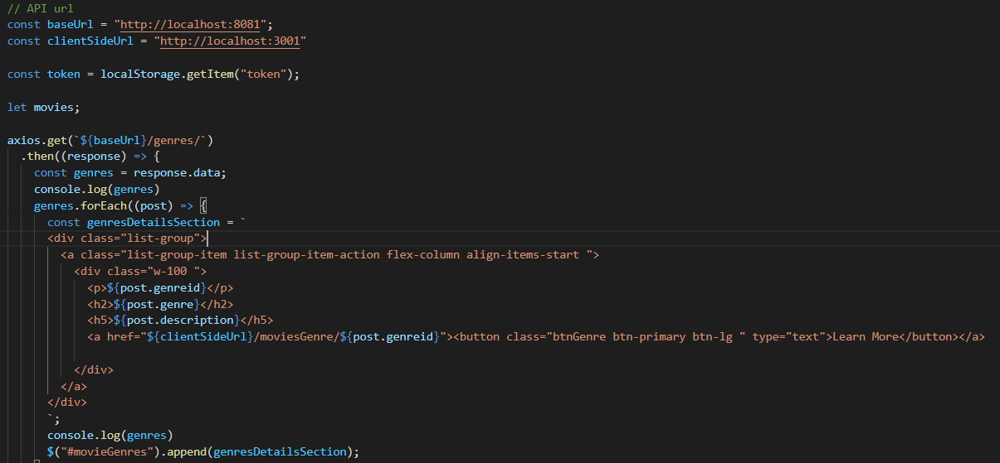 // API url
const baseUrl = "http://localhost:8081";
const clientSideUrl = "http://localhost:3001"
const token = localStorage.getItem("token");
let movies;
axios.get(`${baseUrl}/genres/`)
.then((response) => {
const genres = response.data;
console.log(genres)
genres.forEach((post) => {
const genresDetailsSection = `
<div class="list-group">
<a class="list-group-item list-group-item-action flex-column align-items-start ">
<div class="w-100 ">
<p>${post.genreid}</p>
<h2>${post.genre}</h2>
<h5>${post.description}</h5>
<a href="${clientSideUrl}/moviesGenre/${post.genreid}"><button class="btnGenre btn-primary btn-lg " type="text">Learn More</button></a>
</div>
</a>
</div>
`;
console.log(genres)
$("#movieGenres").append(genresDetailsSection);